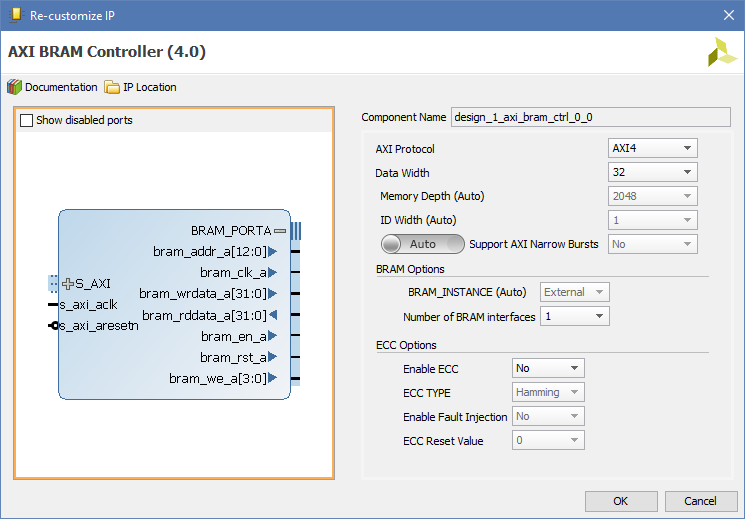 Re-customize IP
AXI BRAM Controller (4.0)
Documentation IP Location
Show disabled ports
BRAM_PORTA
bram_addr_a[12:0]
bram_clk_a
S_AXI
bram_wrdata_a[31:0]
s_axi_aclk
bram_rddata_a[31:0]
s_axi_aresetn
bram_en_a
bram_rst_a
bram_we_a[3:0]
Component Name design_1_axi_bram_ctrl_0_0
AXI Protocol AXI4
Data Width 32
Memory Depth (Auto) 2048
ID Width (Auto) 1
Auto Support AXI Narrow Bursts No
BRAM Options
BRAM_INSTANCE (Auto) External
Number of BRAM interfaces 1
ECC Options
Enable ECC No
ECC TYPE Hamming
Enable Fault Injection No
ECC Reset Value 0
OK Cancel